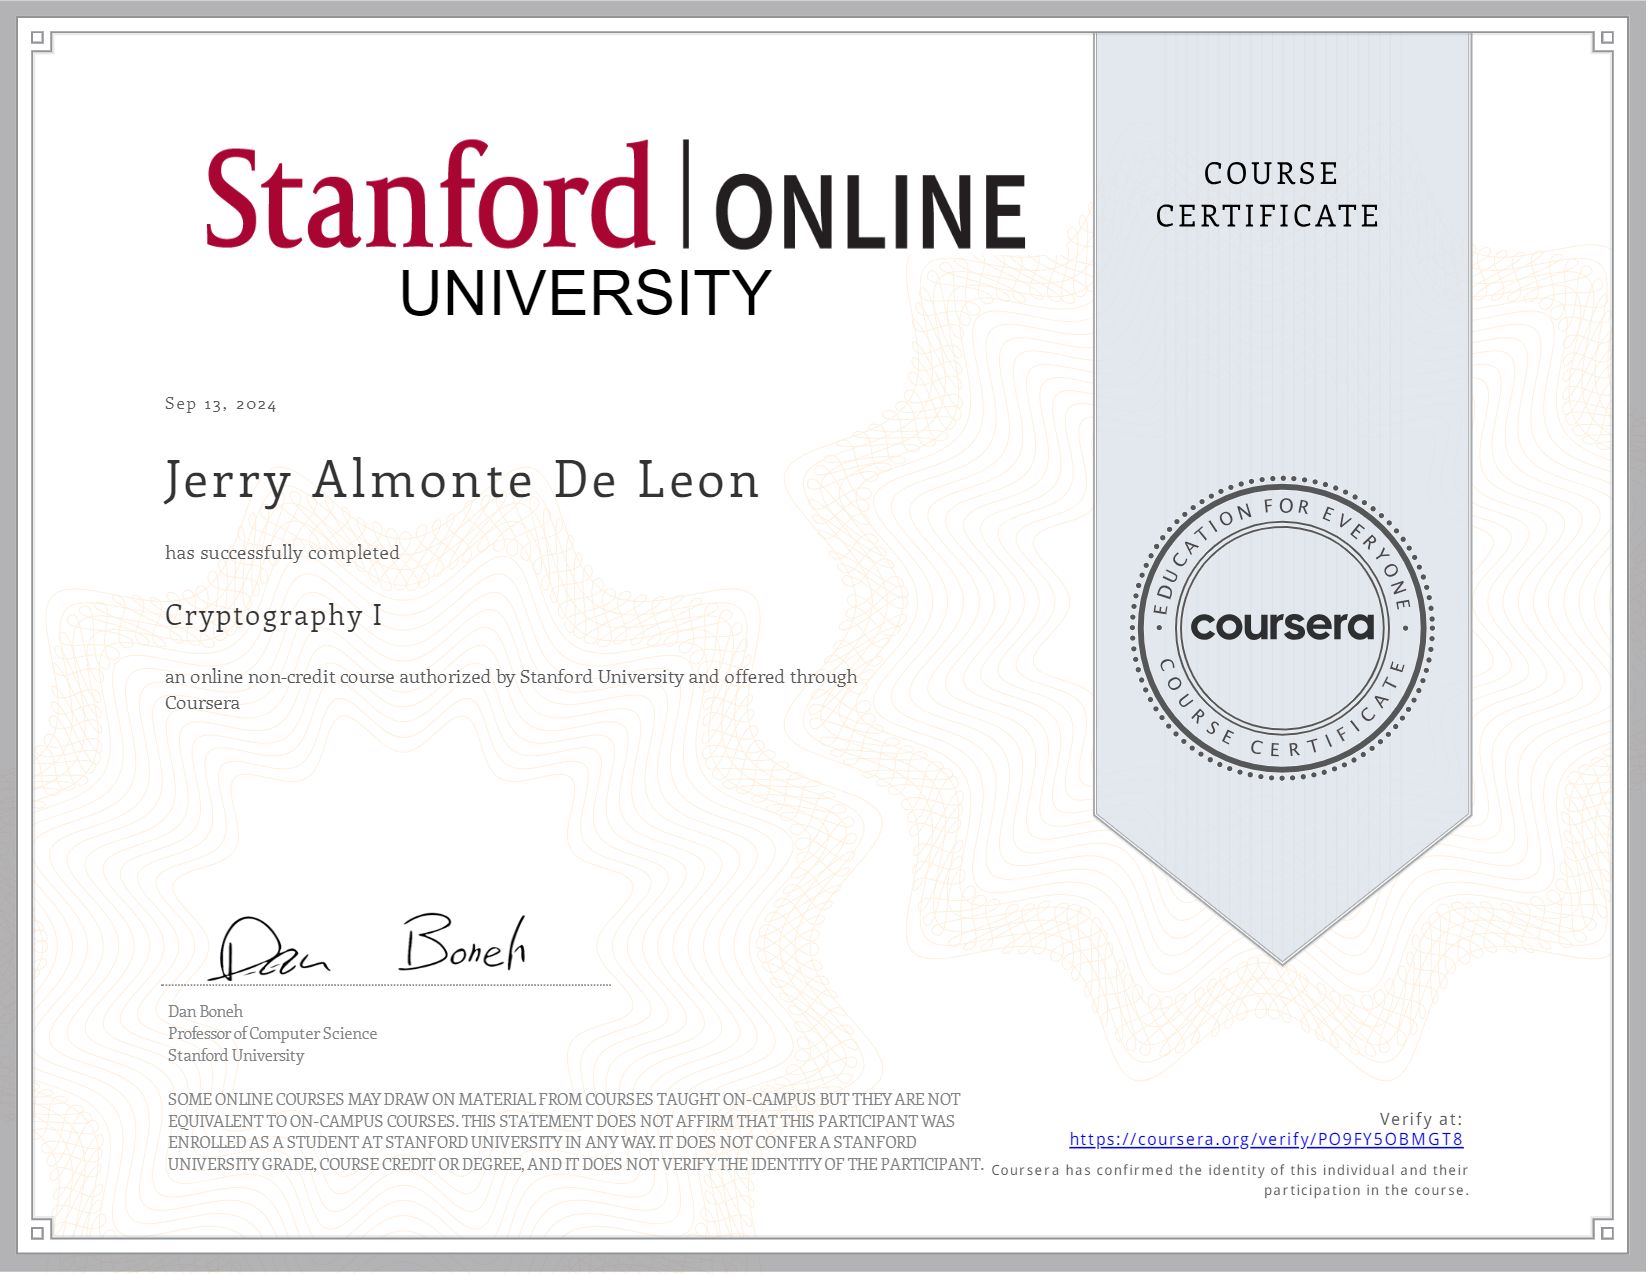 Stanford | ONLINE
UNIVERSITY
COURSE
CERTIFICATE
Sep 13, 2024
Jerry Almonte De Leon
has successfully completed
Cryptography I
an online non-credit course authorized by Stanford University and offered through
Coursera
EDUCATION FOR EVERYONE
coursera
COURSE CERTIFICATE
Dan Boneh
Dan Boneh
Professor of Computer Science
Stanford University
SOME ONLINE COURSES MAY DRAW ON MATERIAL FROM COURSES TAUGHT ON-CAMPUS BUT THEY ARE NOT
EQUIVALENT TO ON-CAMPUS COURSES. THIS STATEMENT DOES NOT AFFIRM THAT THIS PARTICIPANT WAS
ENROLLED AS A STUDENT AT STANFORD UNIVERSITY IN ANY WAY. IT DOES NOT CONFER A STANFORD
UNIVERSITY GRADE, COURSE CREDIT OR DEGREE, AND IT DOES NOT VERIFY THE IDENTITY OF THE PARTICIPANT.
Verify at:
https://coursera.org/verify/PO9FY5OBMGT8
Coursera has confirmed the identity of this individual and their
participation in the course.